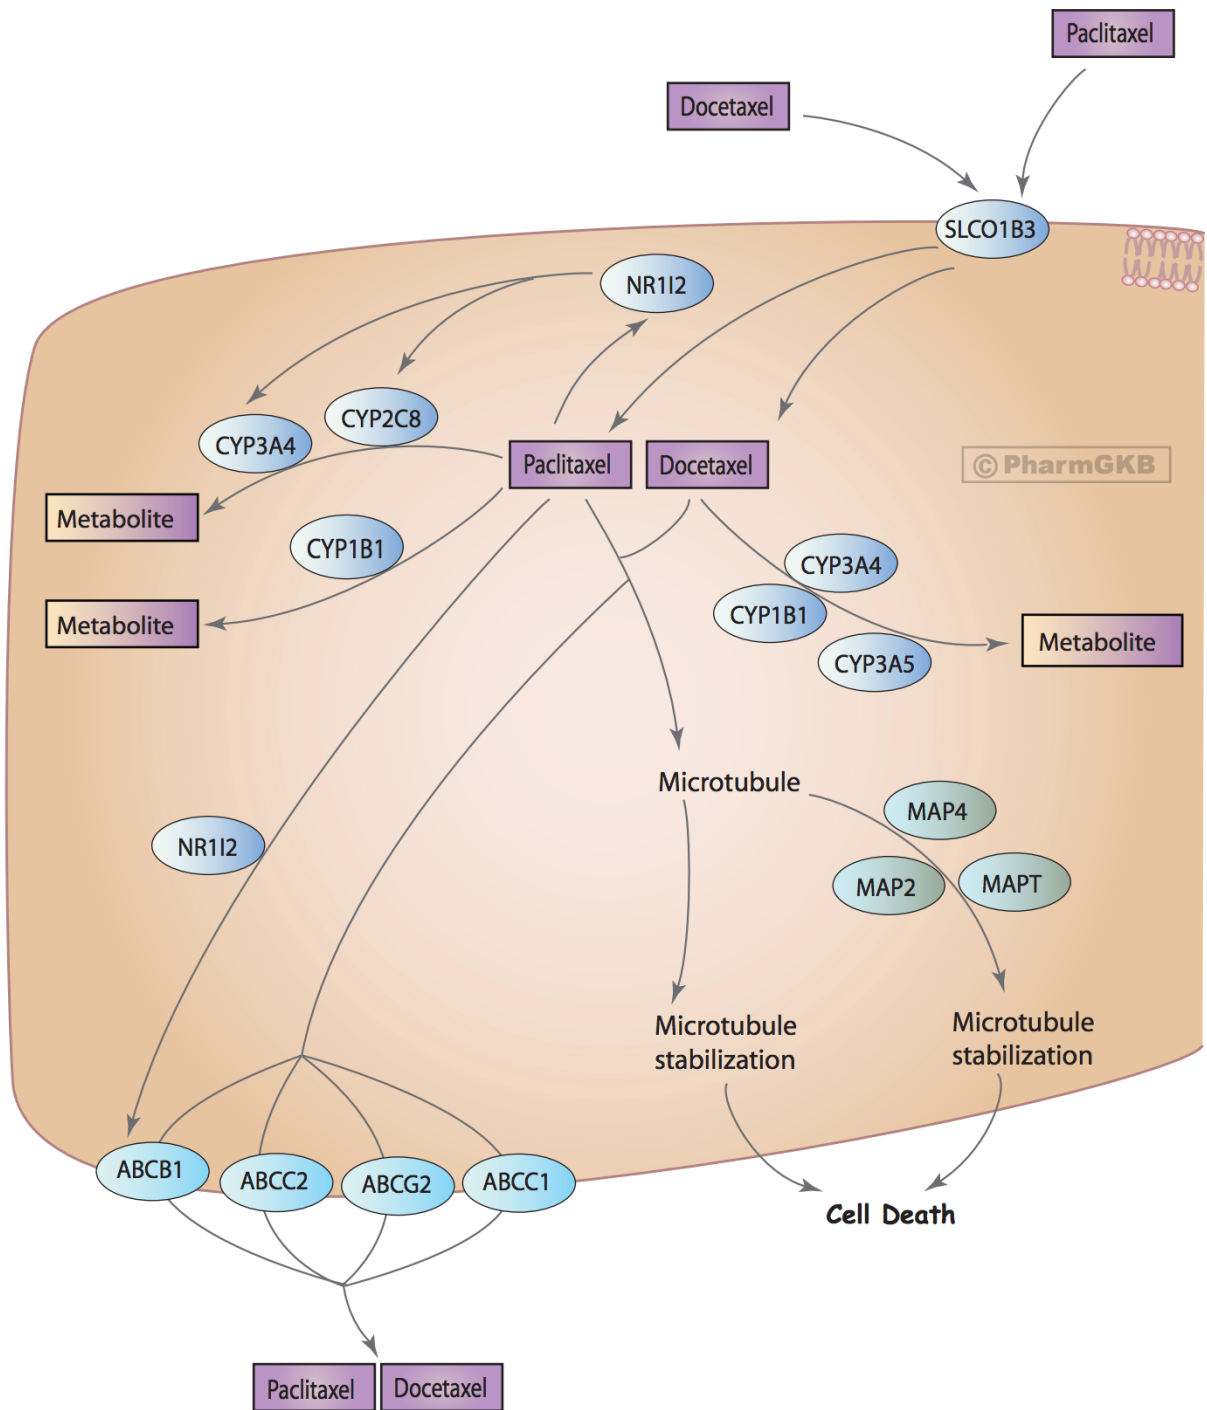 Paclitaxel
Docetaxel
SLCO1B3
NR1I2
CYP2C8
CYP3A4
Paclitaxel
Docetaxel
© PharmGKB
Metabolite
CYP1B1
CYP3A4
CYP1B1
Metabolite
Metabolite
CYP3A5
Microtubule
MAP4
NR1I2
MAP2
MAPT
Microtubule
stabilization
Microtubule
stabilization
ABCB1
ABCC2
ABCG2
ABCC1
Cell Death
Paclitaxel
Docetaxel